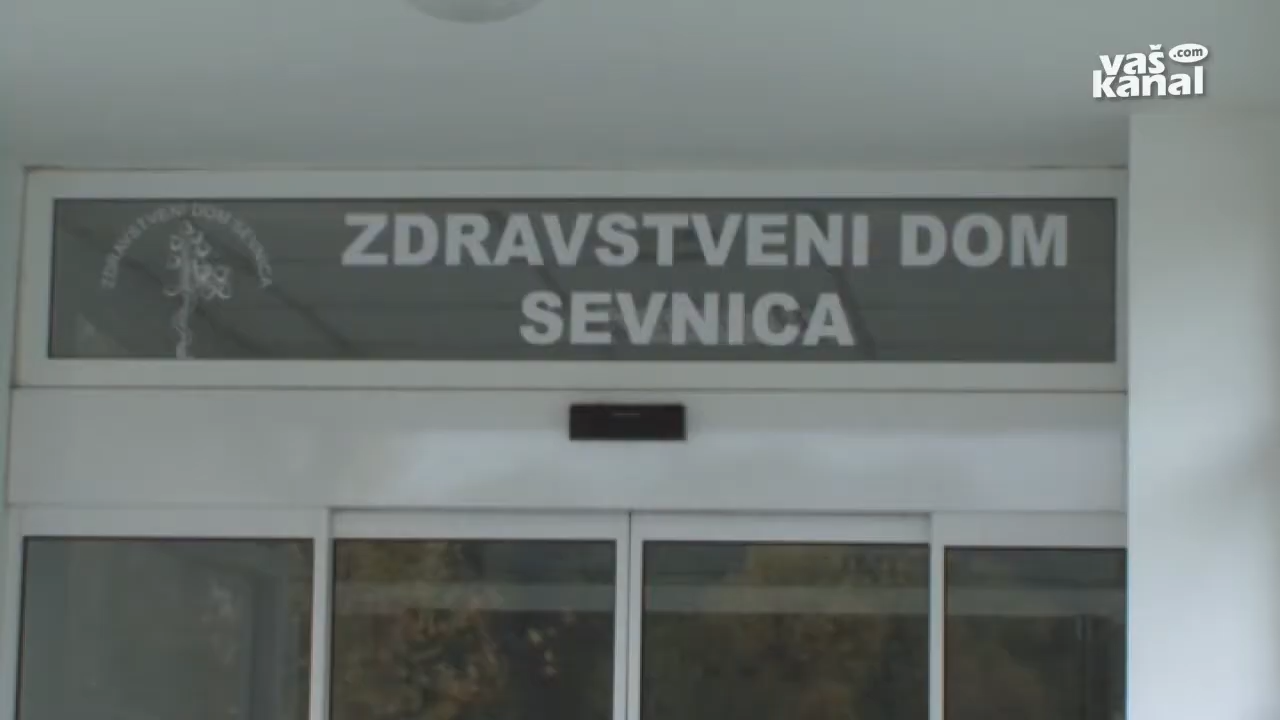 vaš .com
kanal
ZDRAVSTVENI DOM SEVNICA
ZDRAVSTVENI DOM
SEVNICA